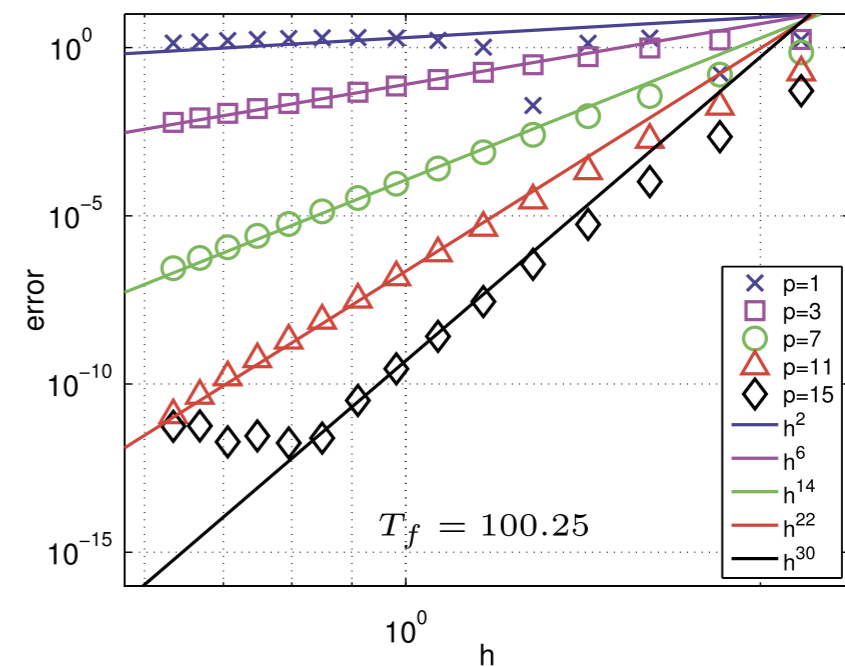 10^0
10^−5
10^−10
10^−15
error
p=1
p=3
p=7
p=11
p=15
h^2
h^6
h^14
h^22
h^30
T_f = 100.25
10^0
h